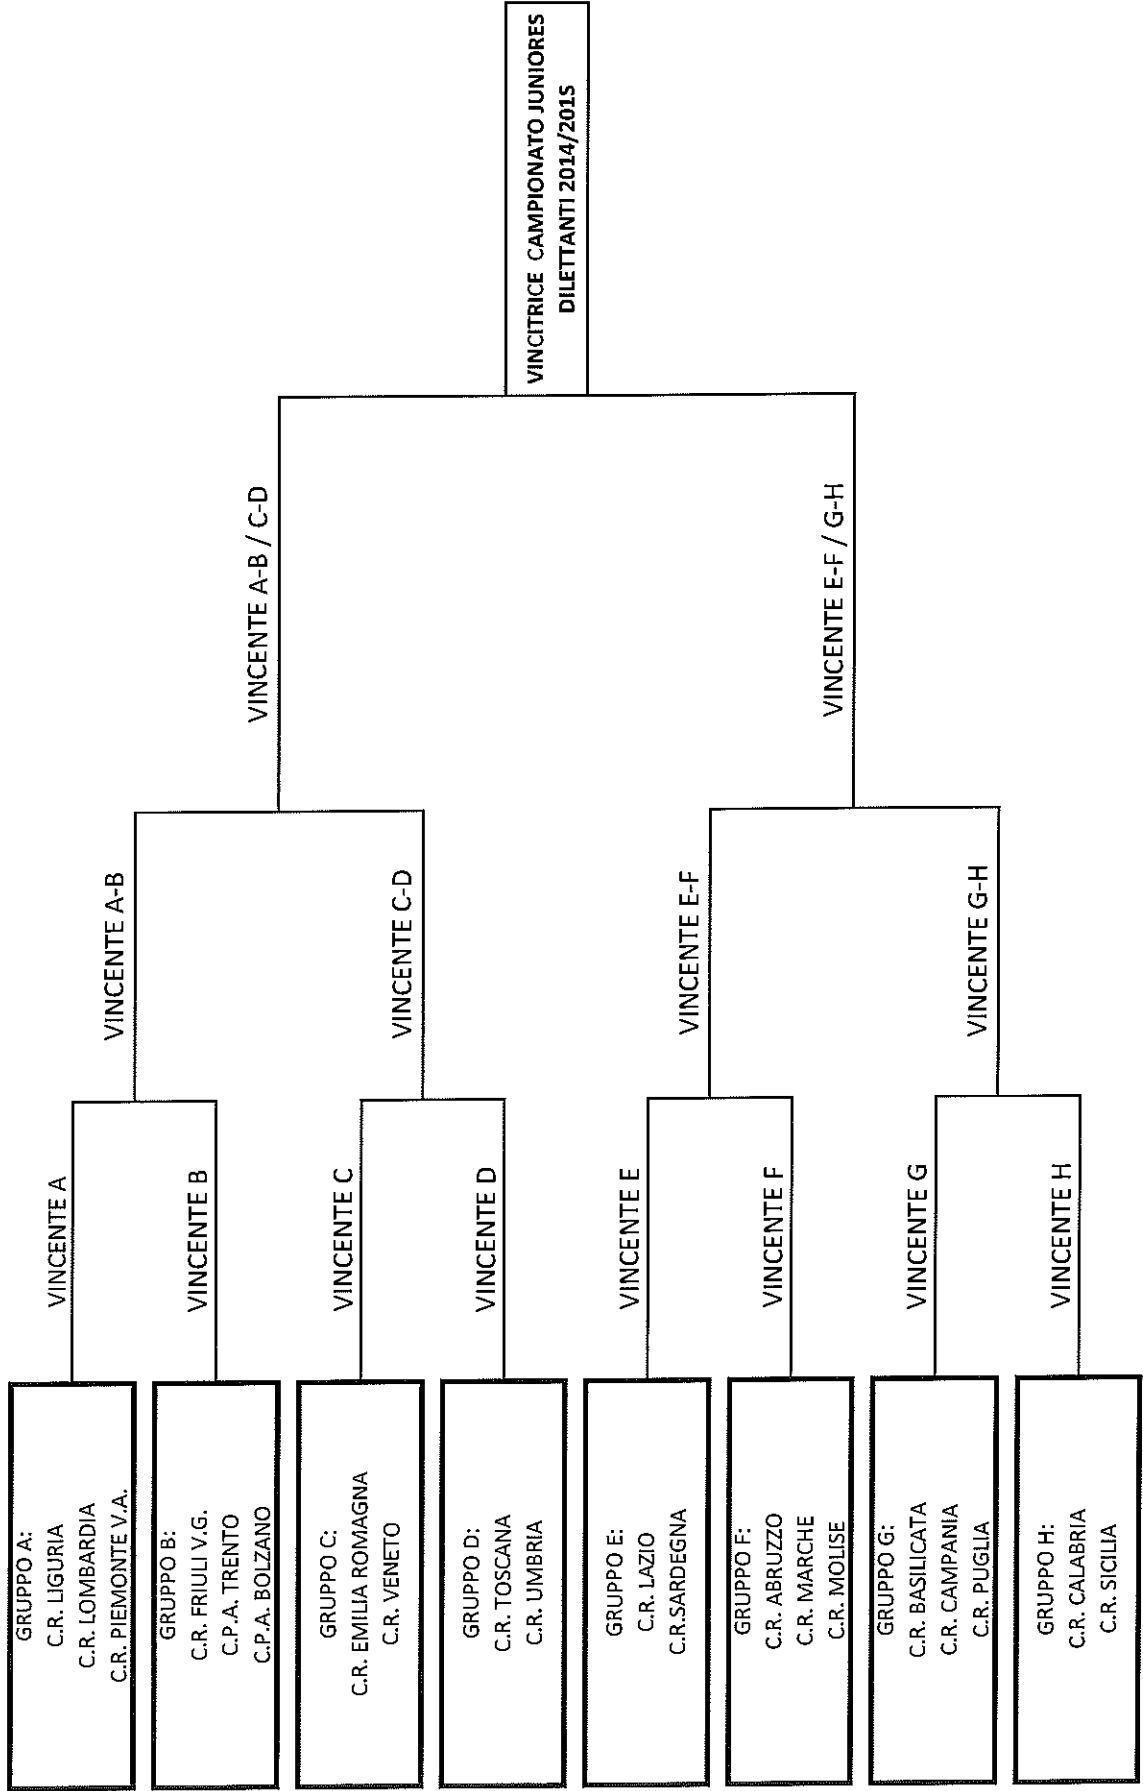 GRUPPO A:
C.R. LIGURIA
C.R. LOMBARDIA
C.R. PIEMONTE V.A.
GRUPPO B:
C.R. FRIULI V.G.
C.P.A. TRENTO
C.P.A. BOLZANO
GRUPPO C:
C.R. EMILIA ROMAGNA
C.R. VENETO
GRUPPO D:
C.R. TOSCANA
C.R. UMBRIA
GRUPPO E:
C.R. LAZIO
C.R.SARDEGNA
GRUPPO F:
C.R. ABRUZZO
C.R. MARCHE
C.R. MOLISE
GRUPPO G:
C.R. BASILICATA
C.R. CAMPANIA
C.R. PUGLIA
GRUPPO H:
C.R. CALABRIA
C.R. SICILIA
VINCENTE A
VINCENTE B
VINCENTE C
VINCENTE D
VINCENTE E
VINCENTE F
VINCENTE G
VINCENTE H
VINCENTE A-B
VINCENTE C-D
VINCENTE E-F
VINCENTE G-H
VINCENTE A-B / C-D
VINCENTE E-F / G-H
VINCITRICE CAMPIONATO JUNIORES
DILETTANTI 2014/2015